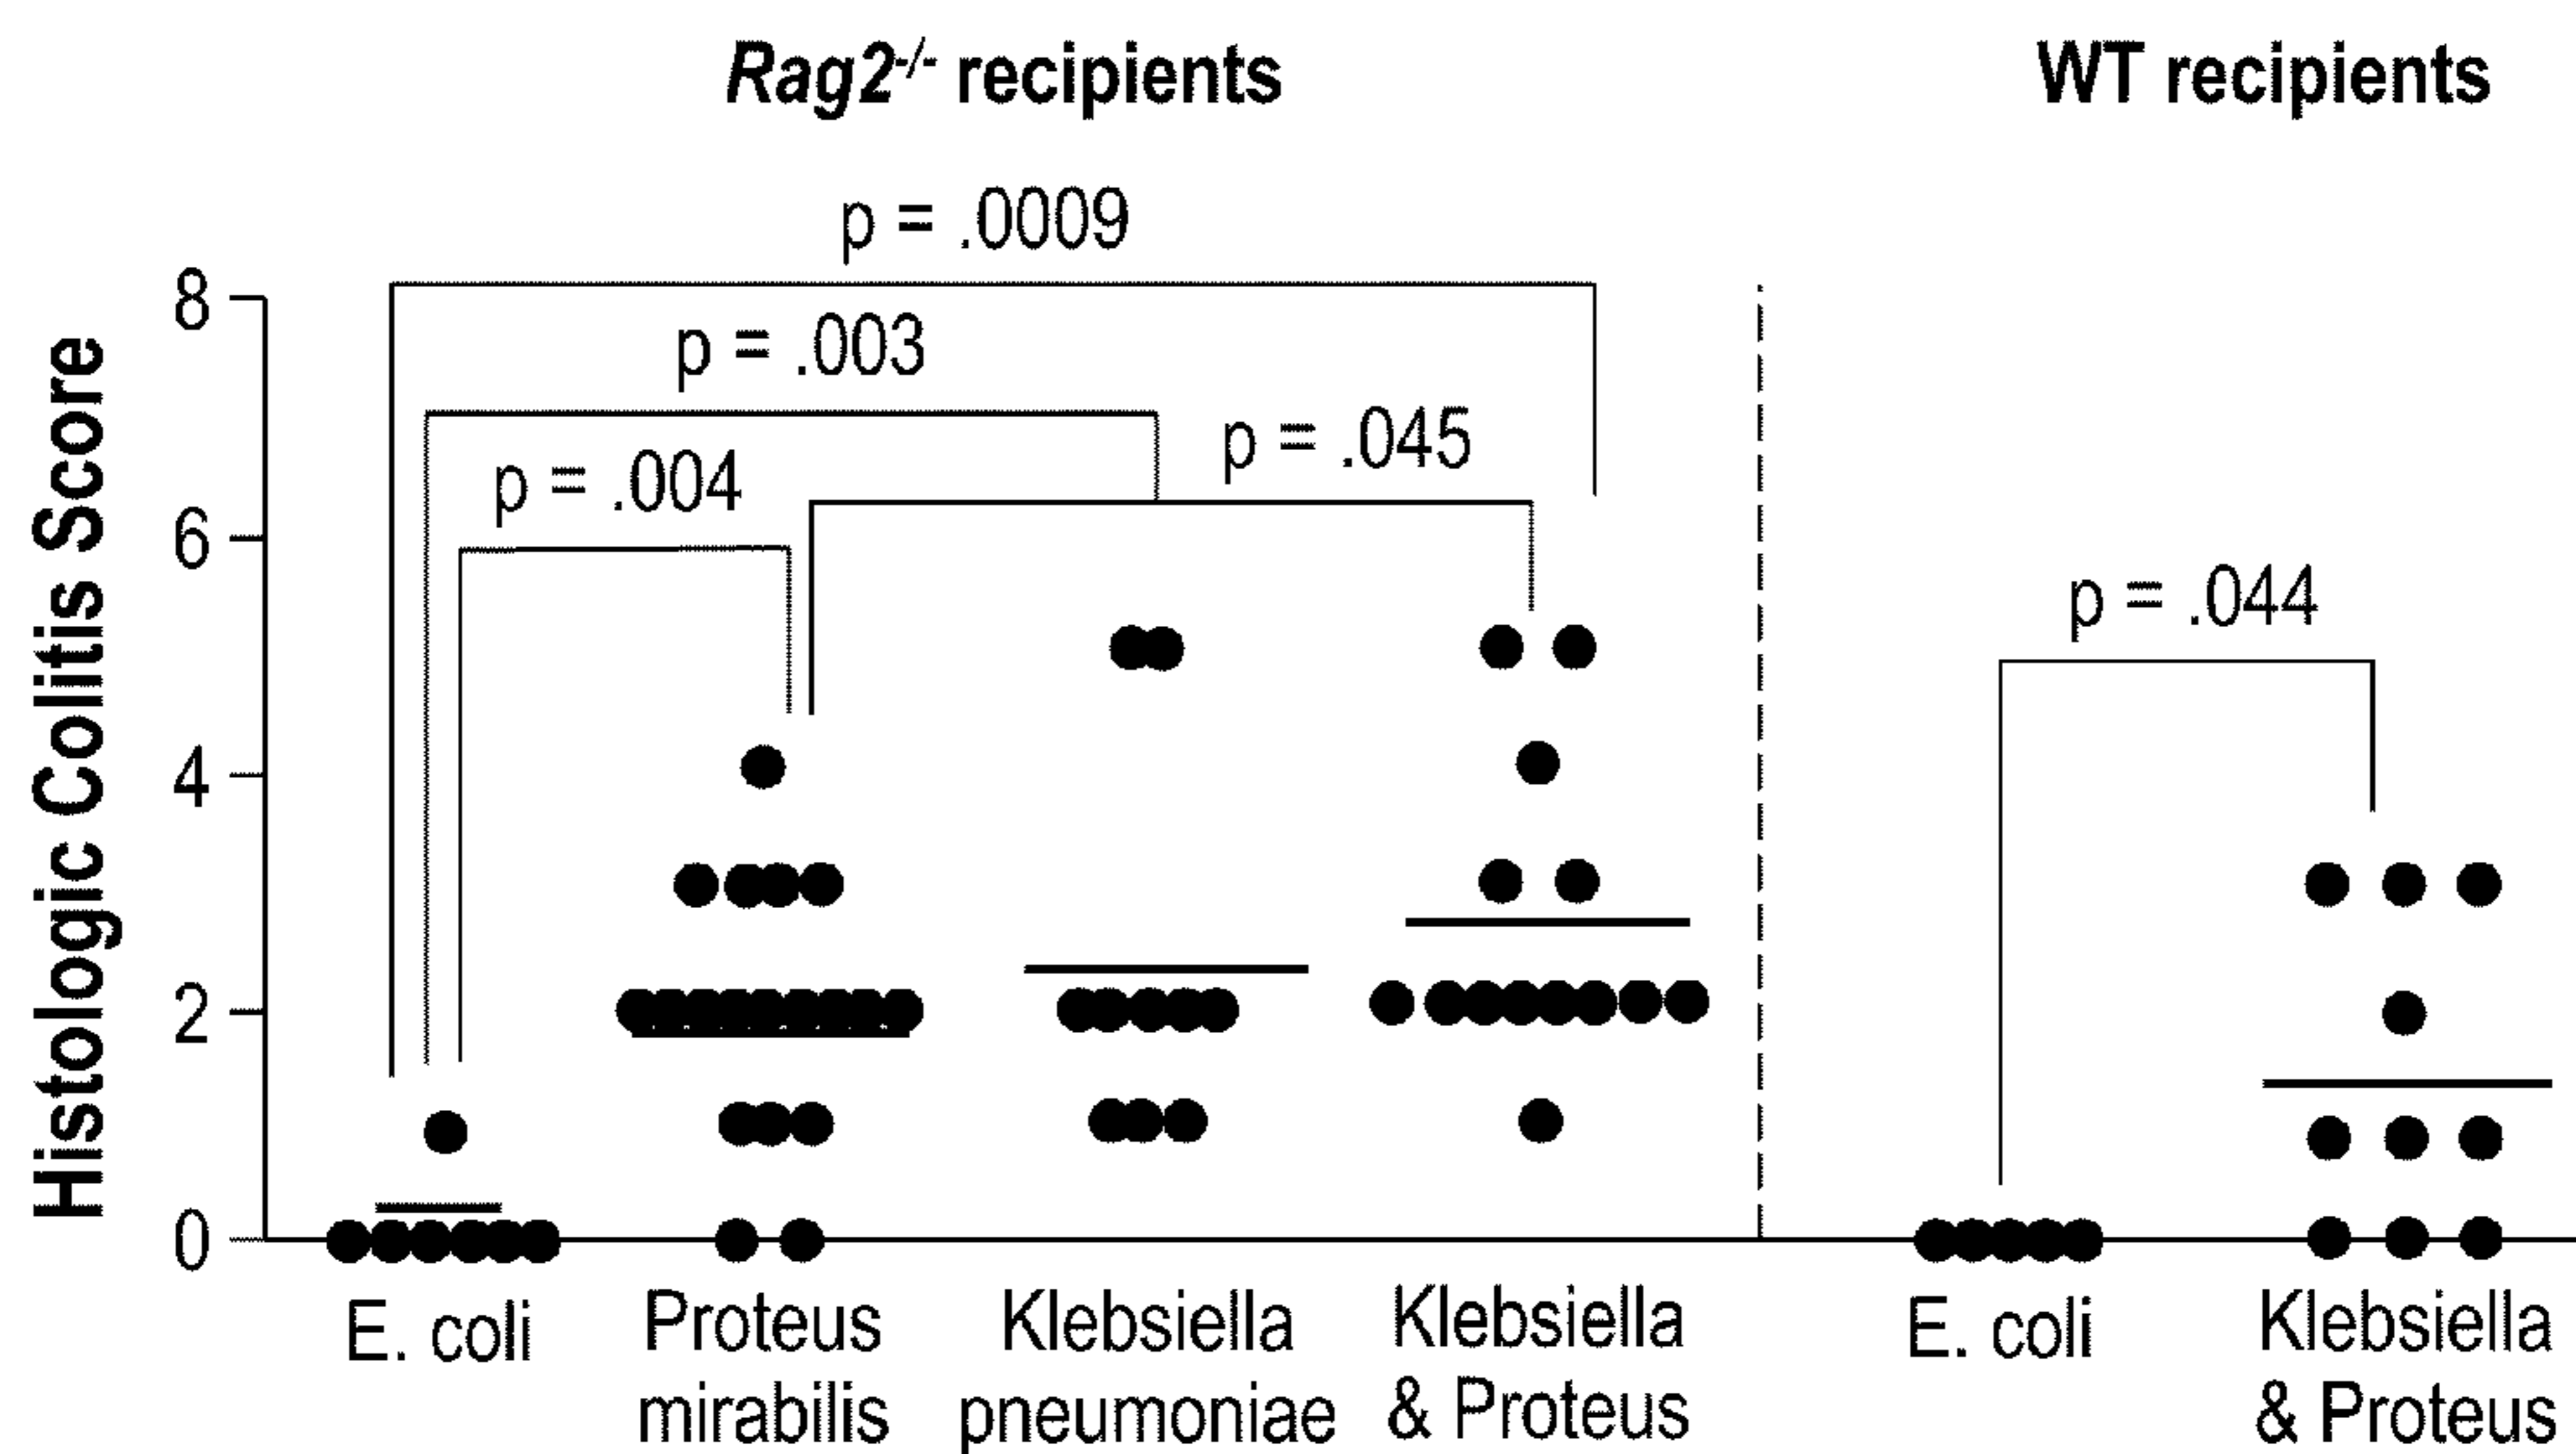 Rag2-/- recipients
WT recipients
p = .0009
p = .003
p = .045
p = .004
p = .044
Histologic Colitis Score
8
6
4
2
0
E. coli
Proteus
mirabilis
Klebsiella
pneumoniae
Klebsiella
& Proteus
E. coli
Klebsiella
& Proteus